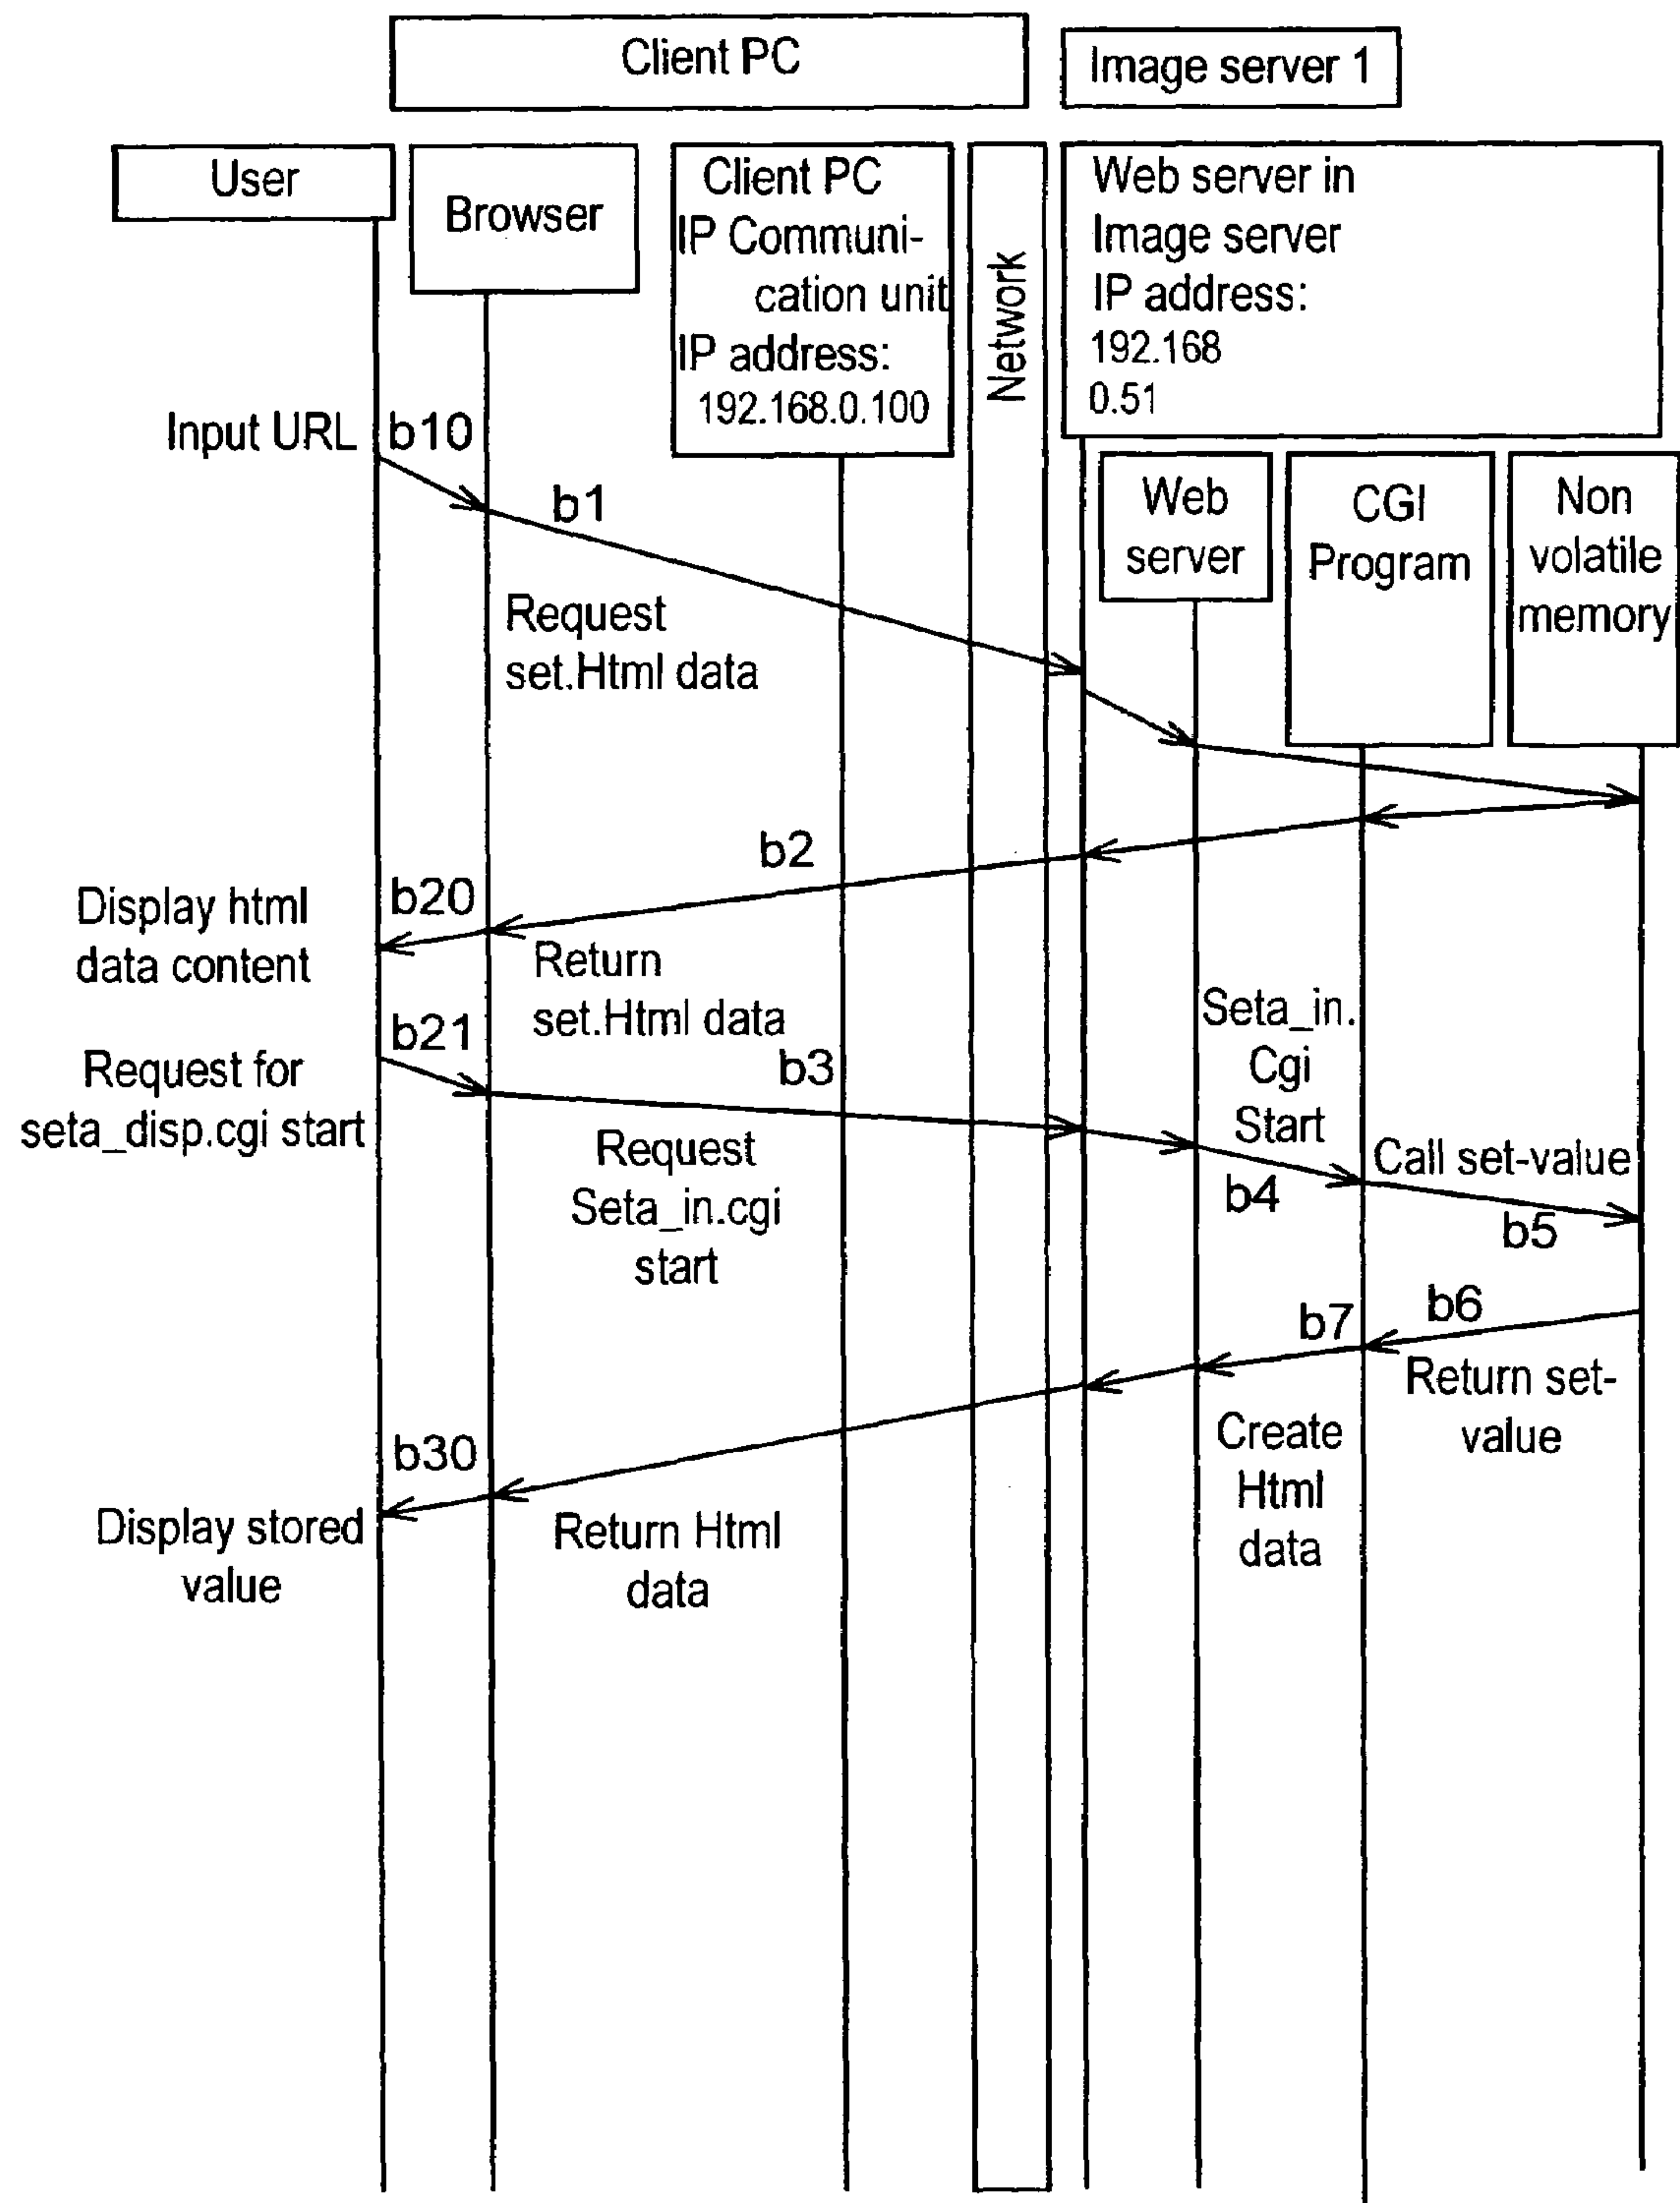 Client PC
Image server 1
User
Browser
Client PC
IP Communi-
cation unit
IP address:
192.168.0.100
Network
Web server in
Image server
IP address:
192.168
0.51
Web
server
CGI
Program
Non
volatile
memory
Input URL
b10
b1
Request
set.Html data
b2
b20
Display html
data content
Return
set.Html data
b21
Request for
seta_disp.cgi start
b3
Request
Seta_in.cgi
start
Seta_in.
Cgi
Start
b4
Call set-value
b5
b6
Return set-
value
b7
Create
Html
data
b30
Display stored
value
Return Html
data